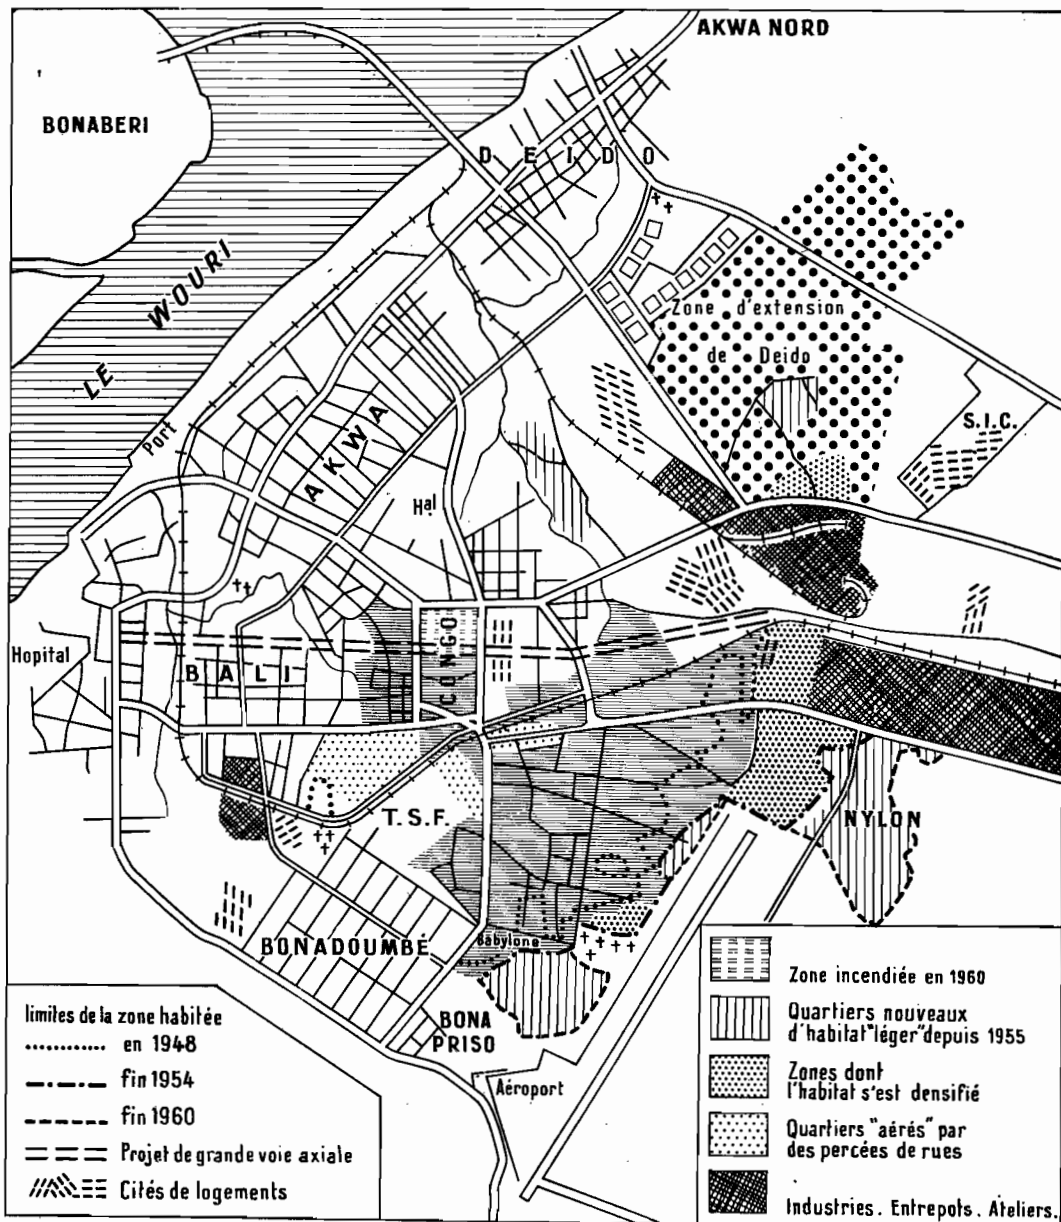 AKWA NORD
BONABERI
DEIDO
LE WOURI
Zone d'extension
de Deido
S.I.C.
Port
AKWA
Hal
CONGO
Hopital
BALI
T.S.F.
NYLON
BONADOUMBÉ
Babylone
BONA
PRISO
Aéroport
limites de la zone habitée
en 1948
fin 1954
fin 1960
Projet de grande voie axiale
Cités de logements
Zone incendiée en 1960
Quartiers nouveaux
d'habitat "léger" depuis 1955
Zones dont
l'habitat s'est densifié
Quartiers "aérés" par
des percées de rues
Industries. Entrepots. Ateliers.